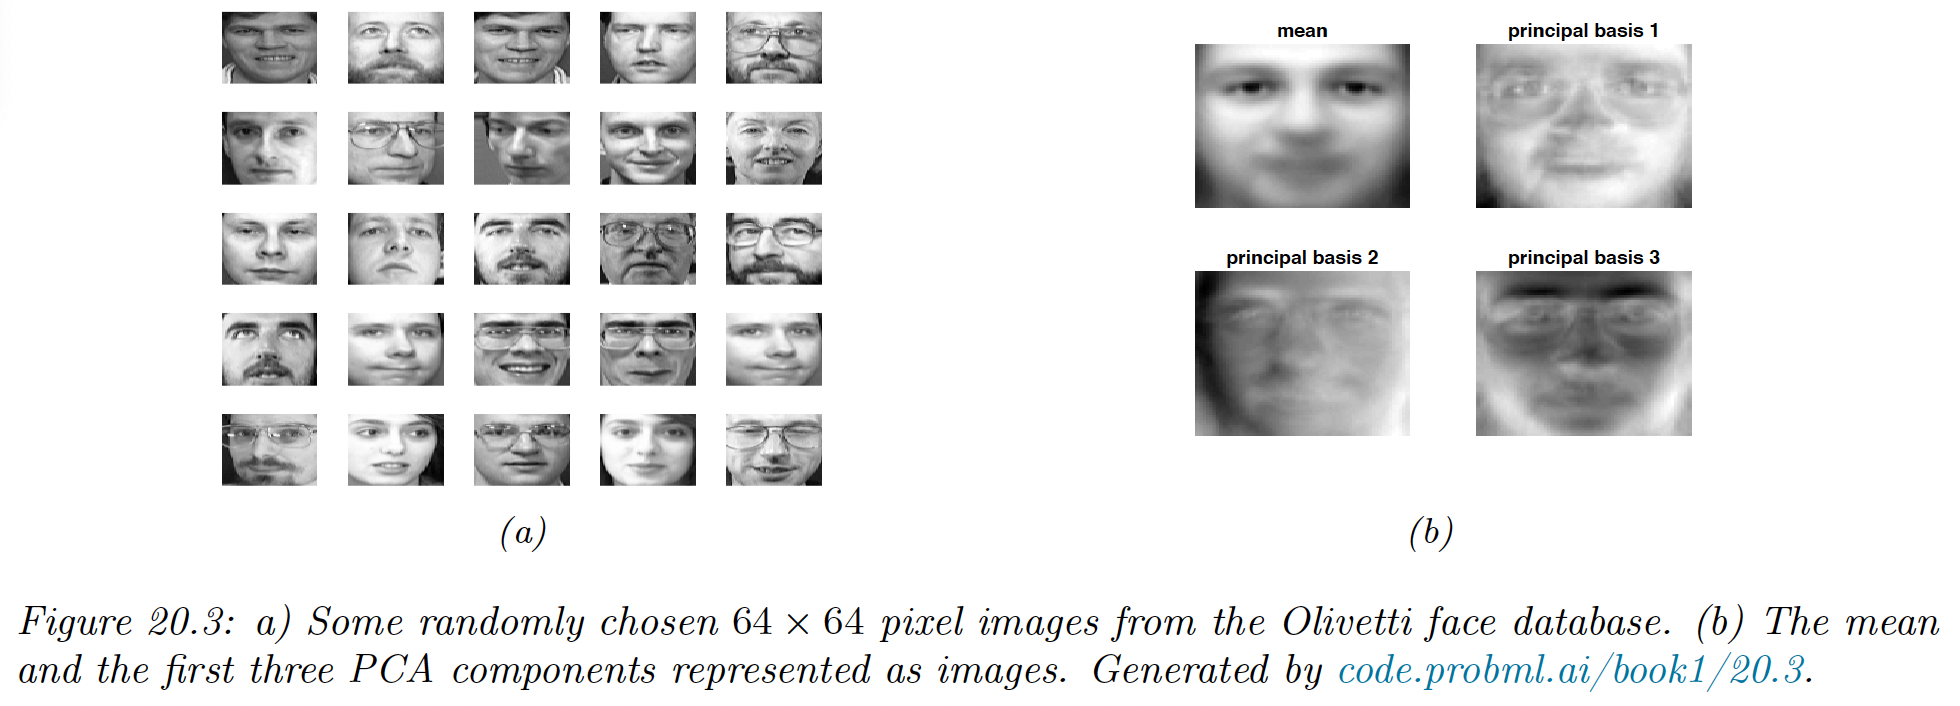 mean
principal basis 1
principal basis 2
principal basis 3
(a)
(b)
Figure 20.3: a) Some randomly chosen 64 × 64 pixel images from the Olivetti face database. (b) The mean
and the first three PCA components represented as images. Generated by code.probml.ai/book1/20.3.